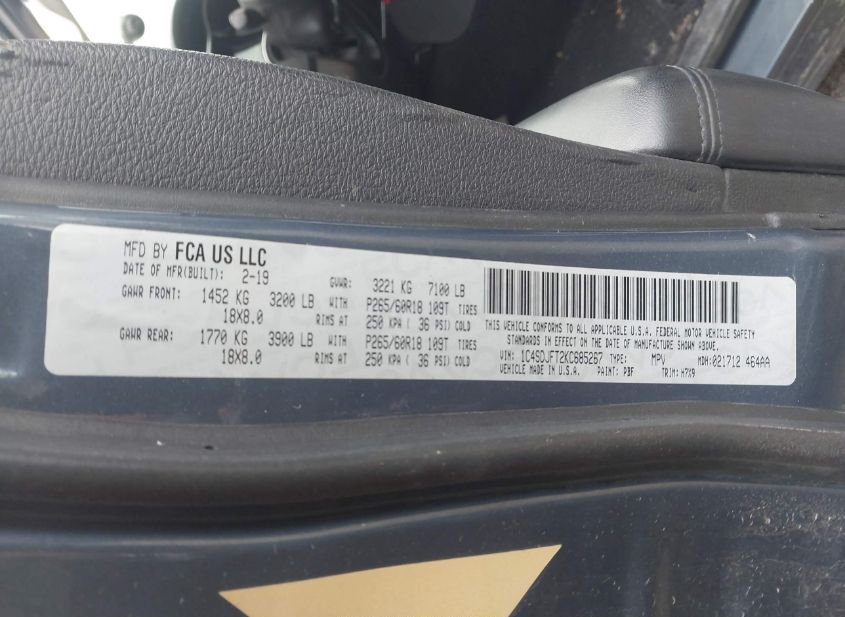 MFD BY FCA US LLC
DATE OF MFR(BUILT): 2-19 GVWR: 3221 KG 7100 LB
GAWR FRONT: 1452 KG 3200 LB WITH P265/60R18 109T TIRES
18X8.0 RIMS AT 250 KPA ( 36 PSI) COLD
GAWR REAR: 1770 KG 3900 LB WITH P265/60R18 109T TIRES
18X8.0 RIMS AT 250 KPA ( 36 PSI) COLD
THIS VEHICLE CONFORMS TO ALL APPLICABLE U.S.A. FEDERAL MOTOR VEHICLE SAFETY
STANDARDS IN EFFECT ON THE DATE OF MANUFACTURE SHOWN ABOVE.
VIN: 1C4SDJFT2KC685267 TYPE: MPV MDH: 021712 464AA
VEHICLE MADE IN U.S.A. PAINT: PBF TRIM: H7X9